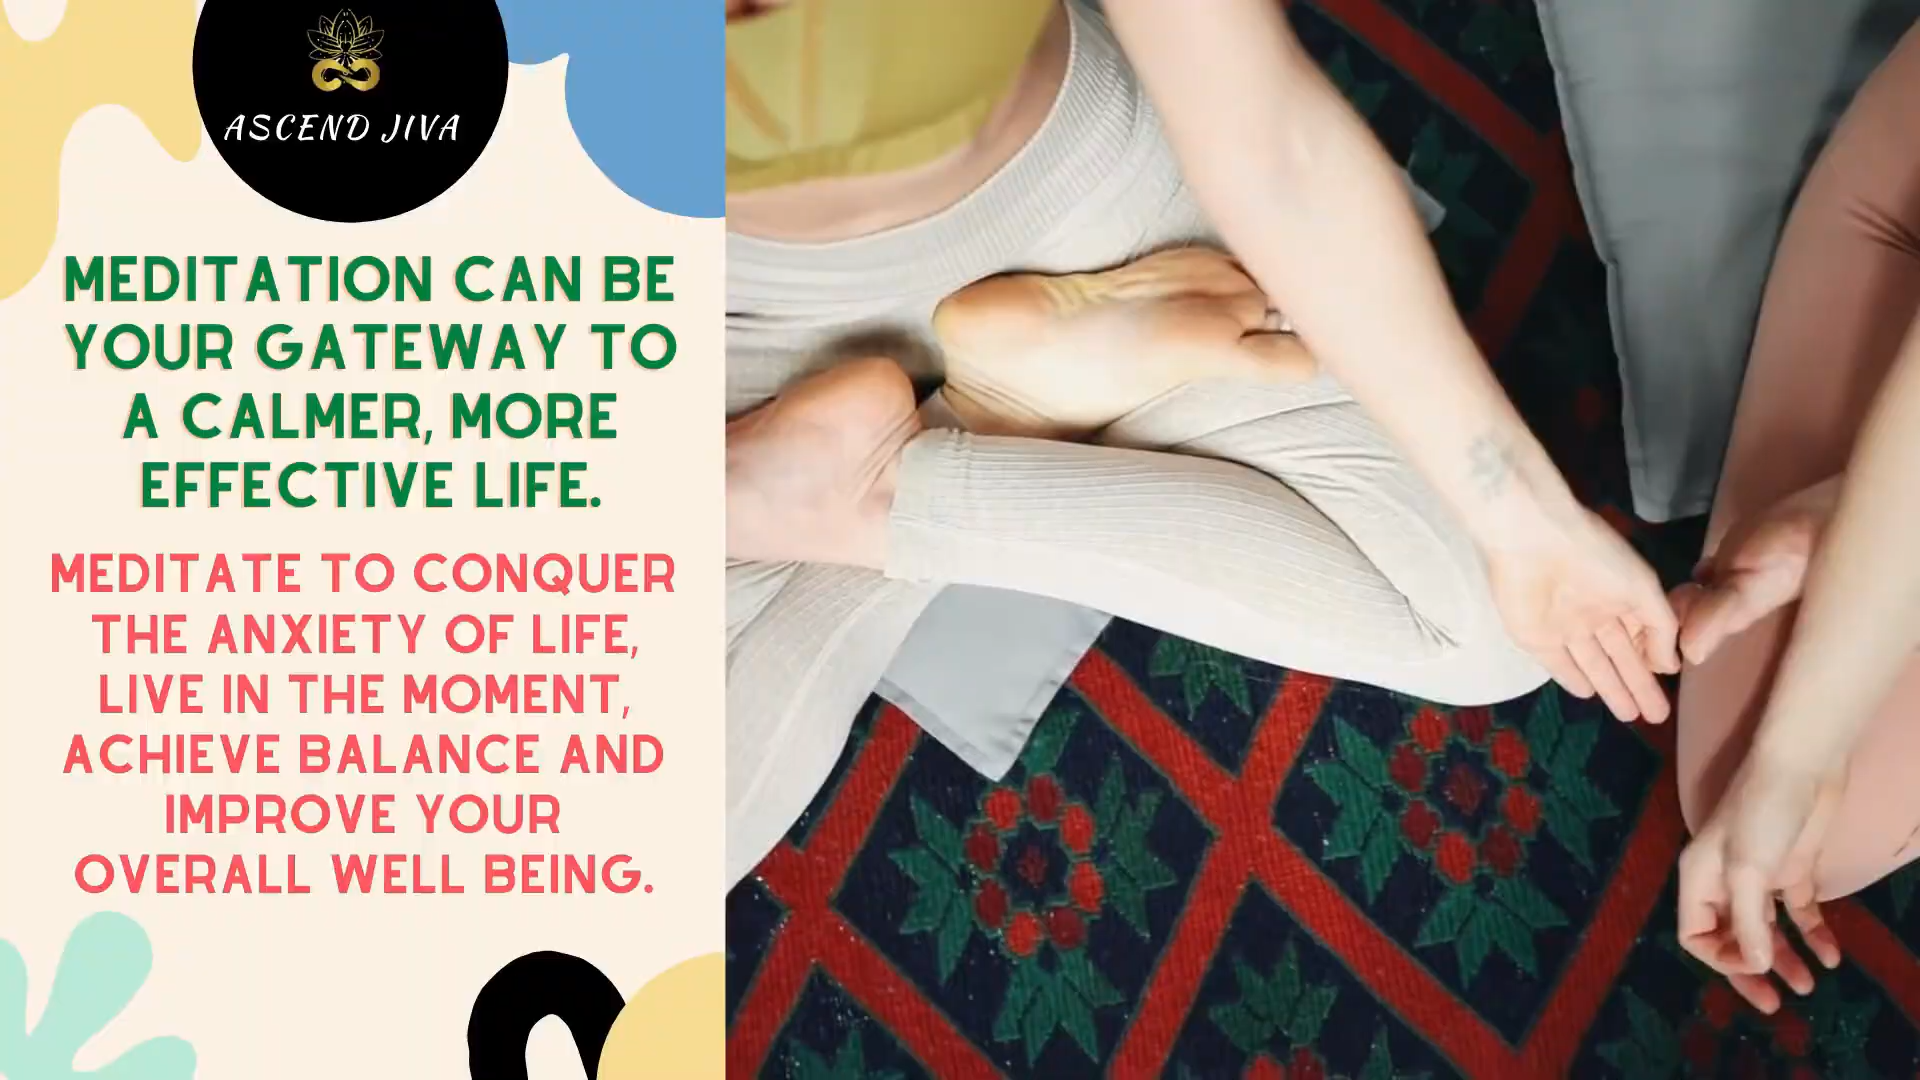 ASCEND JIVA
MEDITATION CAN BE
YOUR GATEWAY TO
A CALMER, MORE
EFFECTIVE LIFE.
MEDITATE TO CONQUER
THE ANXIETY OF LIFE,
LIVE IN THE MOMENT,
ACHIEVE BALANCE AND
IMPROVE YOUR
OVERALL WELL BEING.